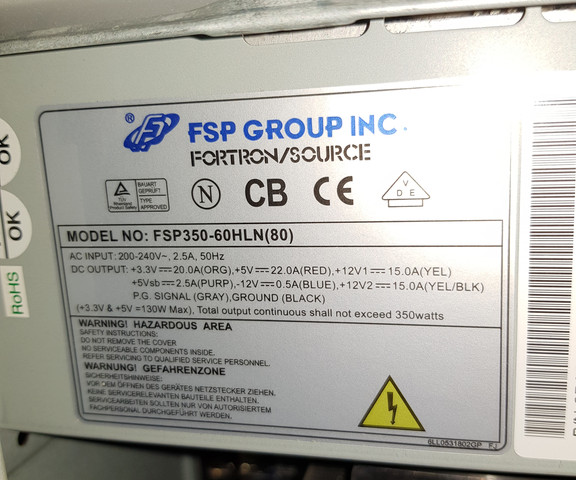 ® FSP GROUP INC.
FORTRON/SOURCE
TÜV
BAUART
GEPRÜFT
TYPE
APPROVED
N
CB CE
V
D E
MODEL NO: FSP350-60HLN(80)
AC INPUT: 200-240V~, 2.5A, 50Hz
DC OUTPUT: +3.3V⎓20.0A(ORG),+5V⎓22.0A(RED),+12V1⎓15.0A(YEL)
+5Vsb⎓2.5A(PURP),-12V⎓0.5A(BLUE),+12V2⎓15.0A(YEL/BLK)
P.G. SIGNAL (GRAY),GROUND (BLACK)
(+3.3V & +5V =130W Max), Total output continuous shall not exceed 350watts
WARNING! HAZARDOUS AREA
SAFETY INSTRUCTIONS:
DO NOT REMOVE THE COVER
NO SERVICEABLE COMPONENTS INSIDE.
REFER SERVICING TO QUALIFIED SERVICE PERSONNEL.
WARNUNG! GEFAHRENZONE
SICHERHEITSHINWEISE:
VOR DEM ÖFFNEN DES GERÄTES NETZSTECKER ZIEHEN.
KEINE SERVICERELEVANTEN BAUTEILE ENTHALTEN.
SERVICEARBEITEN SOLLTEN NUR VON AUTORISIERTEM
FACHPERSONAL DURCHGEFÜHRT WERDEN.
OK
OK
RoHS